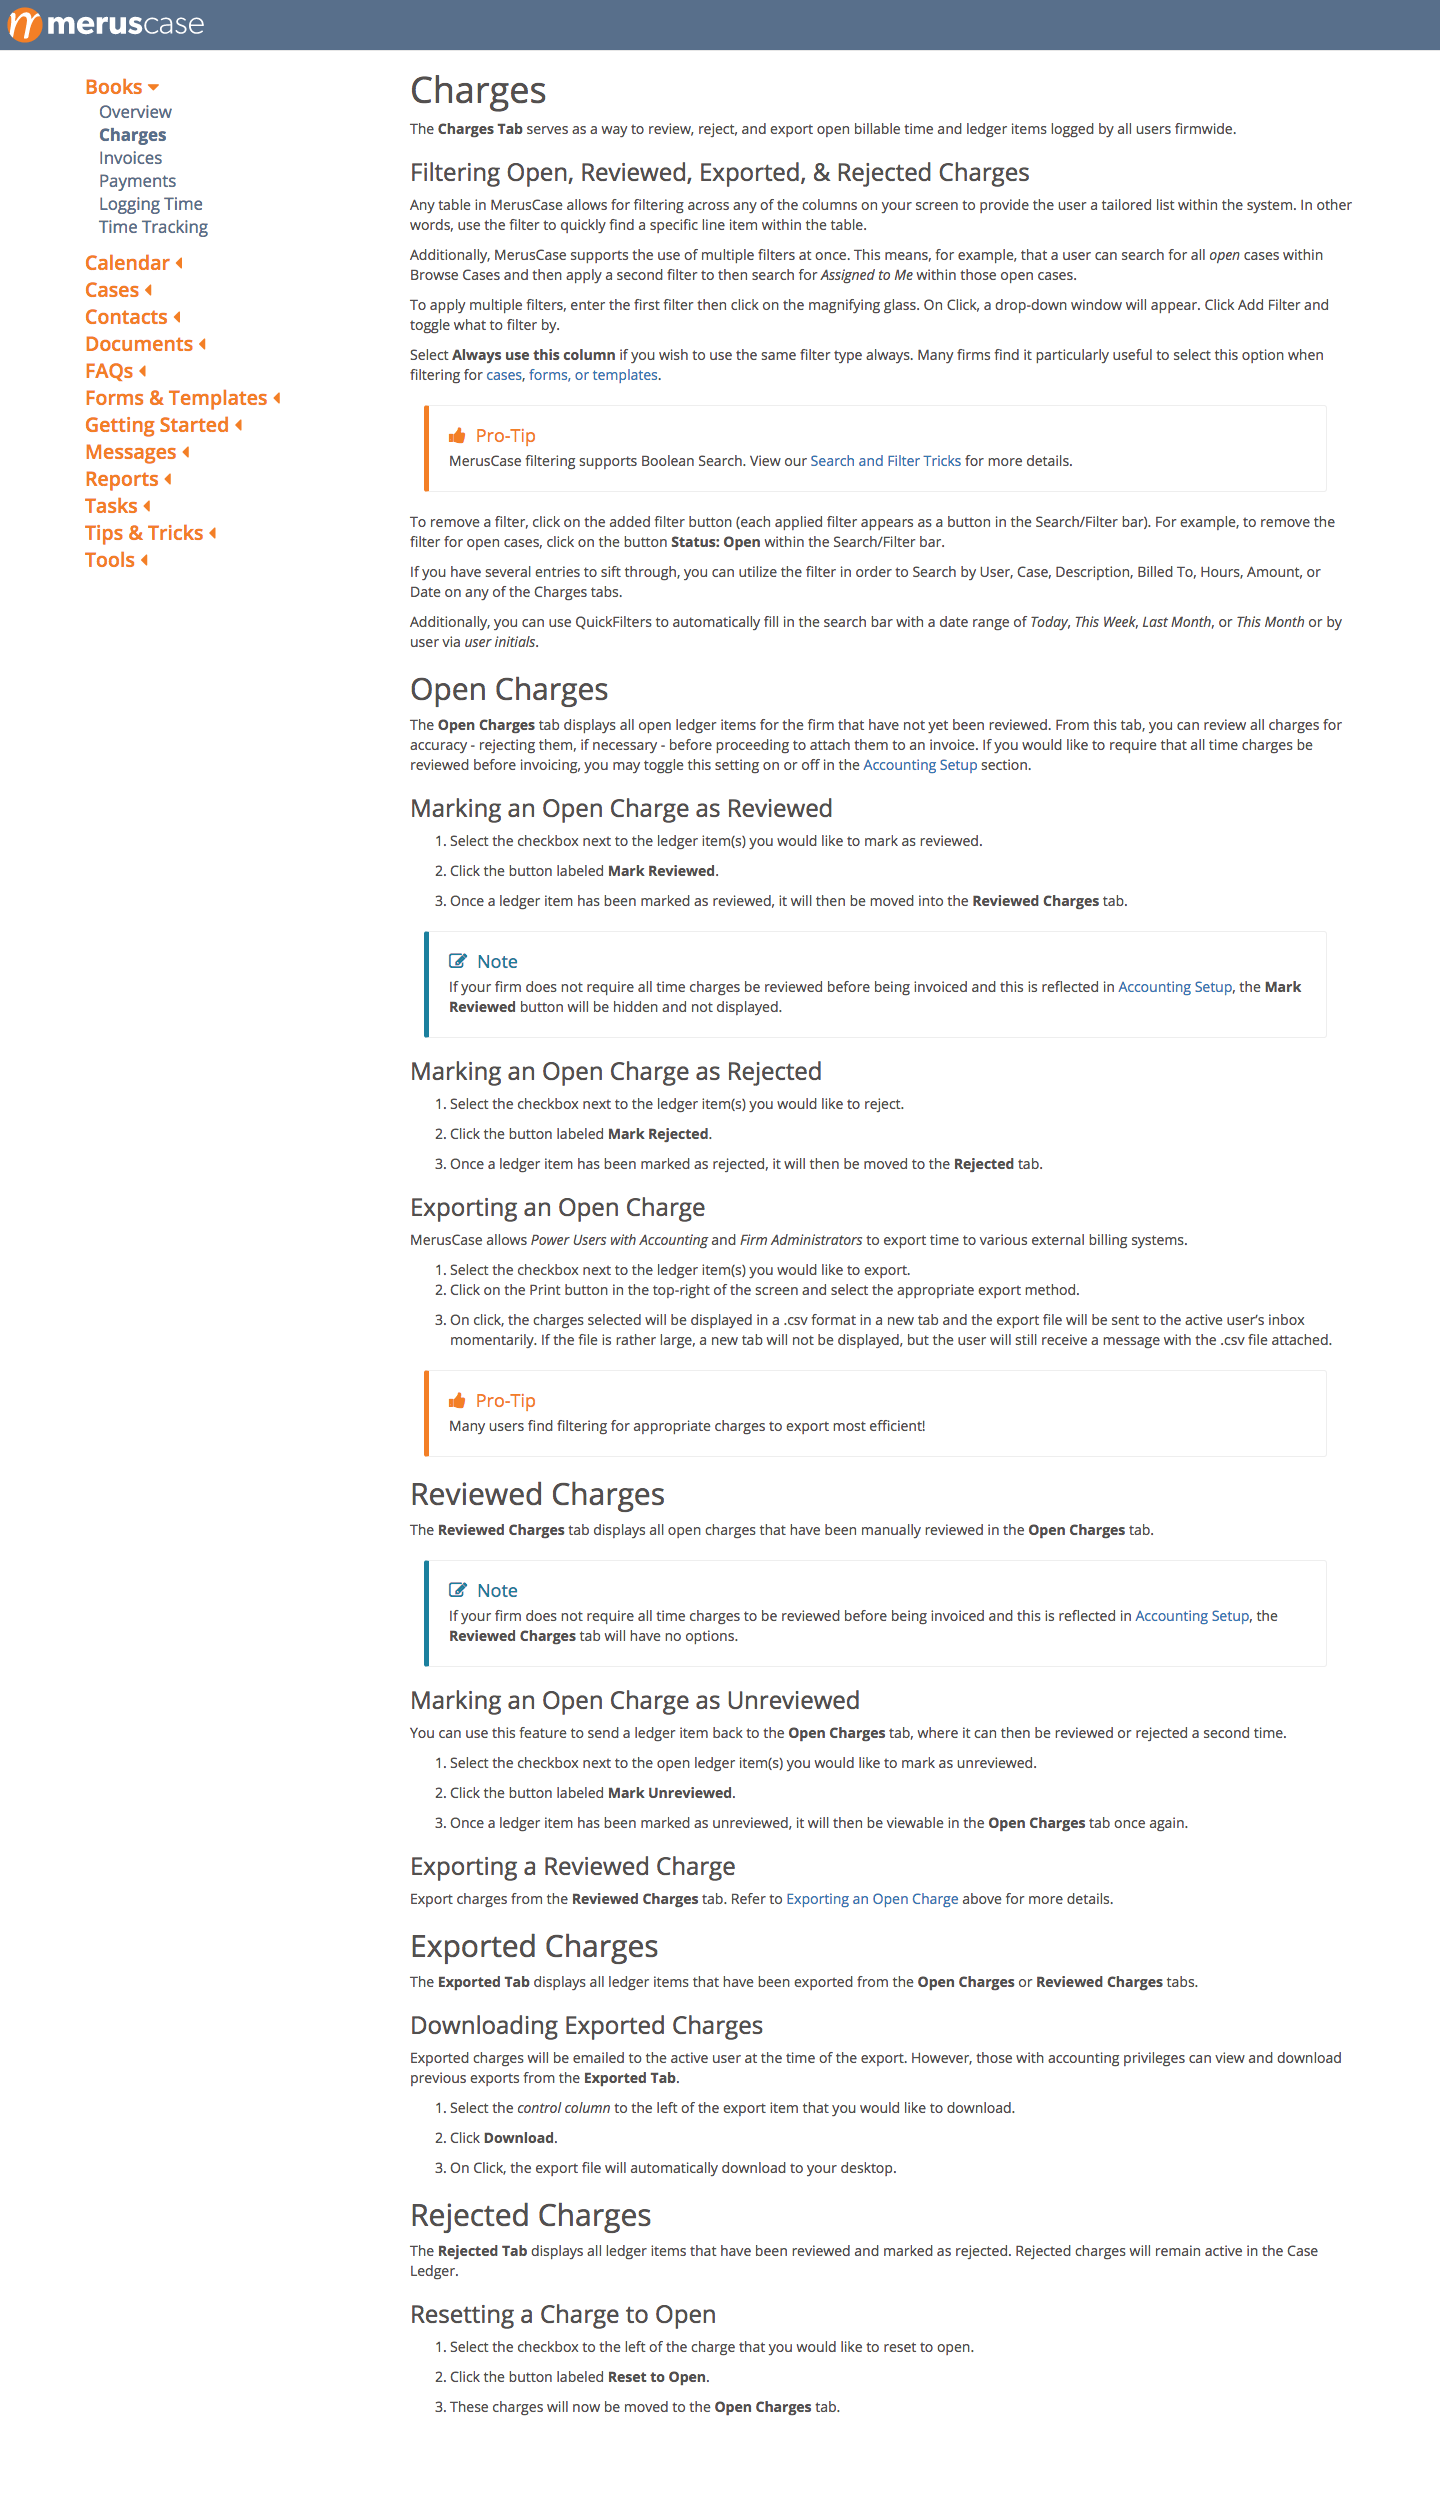 meruscase
Books
Overview
Charges
Invoices
Payments
Logging Time
Time Tracking
Calendar
Cases
Contacts
Documents
FAQs
Forms & Templates
Getting Started
Messages
Reports
Tasks
Tips & Tricks
Tools
Charges
The Charges Tab serves as a way to review, reject, and export open billable time and ledger items logged by all users firmwide.
Filtering Open, Reviewed, Exported, & Rejected Charges
Any table in MerusCase allows for filtering across any of the columns on your screen to provide the user a tailored list within the system. In other
words, use the filter to quickly find a specific line item within the table.
Additionally, MerusCase supports the use of multiple filters at once. This means, for example, that a user can search for all open cases within
Browse Cases and then apply a second filter to then search for Assigned to Me within those open cases.
To apply multiple filters, enter the first filter then click on the magnifying glass. On Click, a drop-down window will appear. Click Add Filter and
toggle what to filter by.
Select Always use this column if you wish to use the same filter type always. Many firms find it particularly useful to select this option when
filtering for cases, forms, or templates.
Pro-Tip
MerusCase filtering supports Boolean Search. View our Search and Filter Tricks for more details.
To remove a filter, click on the added filter button (each applied filter appears as a button in the Search/Filter bar). For example, to remove the
filter for open cases, click on the button Status: Open within the Search/Filter bar.
If you have several entries to sift through, you can utilize the filter in order to Search by User, Case, Description, Billed To, Hours, Amount, or
Date on any of the Charges tabs.
Additionally, you can use QuickFilters to automatically fill in the search bar with a date range of Today, This Week, Last Month, or This Month or by
user via user initials.
Open Charges
The Open Charges tab displays all open ledger items for the firm that have not yet been reviewed. From this tab, you can review all charges for
accuracy - rejecting them, if necessary - before proceeding to attach them to an invoice. If you would like to require that all time charges be
reviewed before invoicing, you may toggle this setting on or off in the Accounting Setup section.
Marking an Open Charge as Reviewed
1. Select the checkbox next to the ledger item(s) you would like to mark as reviewed.
2. Click the button labeled Mark Reviewed.
3. Once a ledger item has been marked as reviewed, it will then be moved into the Reviewed Charges tab.
Note
If your firm does not require all time charges be reviewed before being invoiced and this is reflected in Accounting Setup, the Mark
Reviewed button will be hidden and not displayed.
Marking an Open Charge as Rejected
1. Select the checkbox next to the ledger item(s) you would like to reject.
2. Click the button labeled Mark Rejected.
3. Once a ledger item has been marked as rejected, it will then be moved to the Rejected tab.
Exporting an Open Charge
MerusCase allows Power Users with Accounting and Firm Administrators to export time to various external billing systems.
1. Select the checkbox next to the ledger item(s) you would like to export.
2. Click on the Print button in the top-right of the screen and select the appropriate export method.
3. On click, the charges selected will be displayed in a .csv format in a new tab and the export file will be sent to the active user's inbox
momentarily. If the file is rather large, a new tab will not be displayed, but the user will still receive a message with the .csv file attached.
Pro-Tip
Many users find filtering for appropriate charges to export most efficient!
Reviewed Charges
The Reviewed Charges tab displays all open charges that have been manually reviewed in the Open Charges tab.
Note
If your firm does not require all time charges to be reviewed before being invoiced and this is reflected in Accounting Setup, the
Reviewed Charges tab will have no options.
Marking an Open Charge as Unreviewed
You can use this feature to send a ledger item back to the Open Charges tab, where it can then be reviewed or rejected a second time.
1. Select the checkbox next to the open ledger item(s) you would like to mark as unreviewed.
2. Click the button labeled Mark Unreviewed.
3. Once a ledger item has been marked as unreviewed, it will then be viewable in the Open Charges tab once again.
Exporting a Reviewed Charge
Export charges from the Reviewed Charges tab. Refer to Exporting an Open Charge above for more details.
Exported Charges
The Exported Tab displays all ledger items that have been exported from the Open Charges or Reviewed Charges tabs.
Downloading Exported Charges
Exported charges will be emailed to the active user at the time of the export. However, those with accounting privileges can view and download
previous exports from the Exported Tab.
1. Select the control column to the left of the export item that you would like to download.
2. Click Download.
3. On Click, the export file will automatically download to your desktop.
Rejected Charges
The Rejected Tab displays all ledger items that have been reviewed and marked as rejected. Rejected charges will remain active in the Case
Ledger.
Resetting a Charge to Open
1. Select the checkbox to the left of the charge that you would like to reset to open.
2. Click the button labeled Reset to Open.
3. These charges will now be moved to the Open Charges tab.